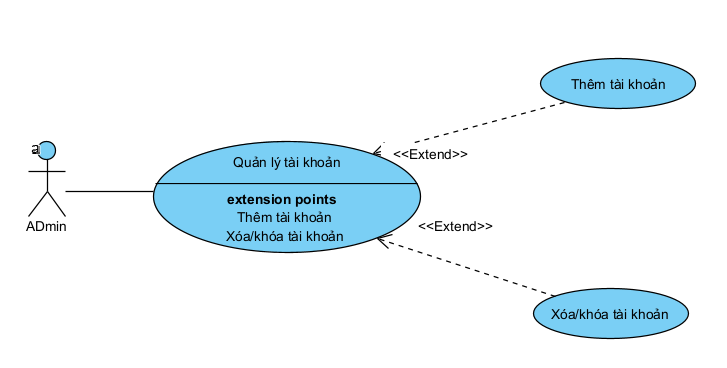 Thêm tài khoản
a
<<Extend>>
Quản lý tài khoản
extension points
Thêm tài khoản
Xóa/khóa tài khoản
ADmin
<<Extend>>
Xóa/khóa tài khoản